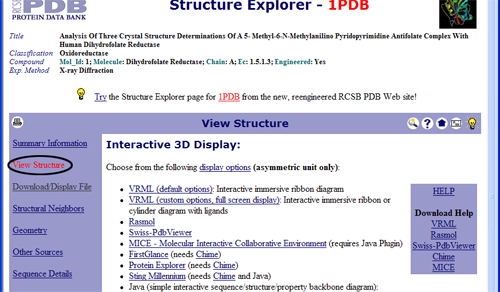 RCSB
PDB
PROTEIN DATA BANK
Structure Explorer - 1PDB
Title Analysis Of Three Crystal Structure Determinations Of A 5- Methyl-6-N-Methylanilino Pyridopyrimidine Antifolate Complex With
Human Dihydrofolate Reductase
Classification Oxidoreductase
Compound Mol_Id: 1; Molecule: Dihydrofolate Reductase; Chain: A; Ec: 1.5.1.3; Engineered: Yes
Exp. Method X-ray Diffraction
Try the Structure Explorer page for 1PDB from the new, reengineered RCSB PDB Web site!
View Structure
?
Summary Information
View Structure
Download/Display File
Structural Neighbors
Geometry
Other Sources
Sequence Details
Interactive 3D Display:
Choose from the following display options (asymmetric unit only):
• VRML (default options): Interactive immersive ribbon diagram
• VRML (custom options, full screen display): Interactive immersive ribbon or
cylinder diagram with ligands
• Rasmol
• Swiss-PdbViewer
• MICE - Molecular Interactive Collaborative Environment (requires Java Plugin)
• FirstGlance (needs Chime)
• Protein Explorer (needs Chime)
• Sting Millennium (needs Chime and Java)
• Java (simple interactive sequence/structure/property backbone diagram):
HELP
Download Help
VRML
Rasmol
Swiss-PdbViewer
Chime
MICE